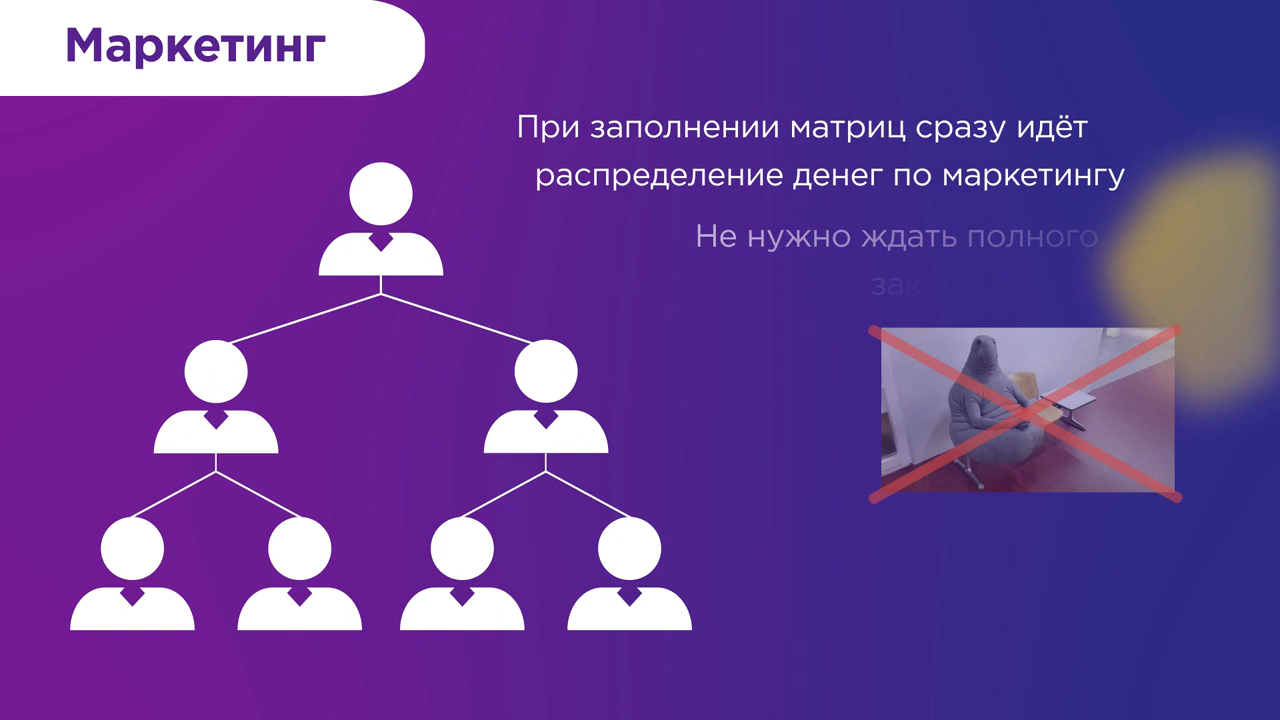 Маркетинг
При заполнении матриц сразу идёт
распределение денег по маркетингу
Не нужно ждать полного